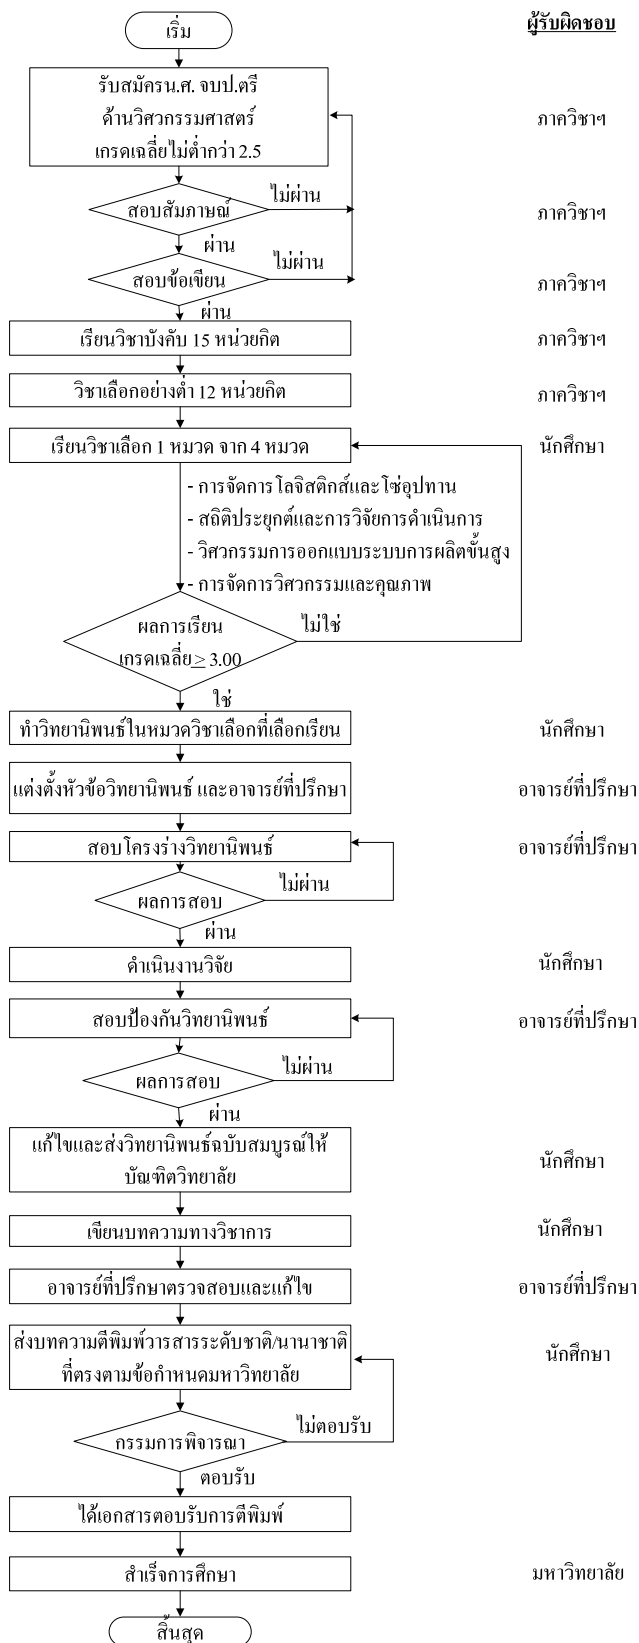 เริ่ม
ผู้รับผิดชอบ
รับสมัครน.ศ. จบป.ตรี
ด้านวิศวกรรมศาสตร์
เกรดเฉลี่ยไม่ต่ำกว่า 2.5
ภาควิชาฯ
สอบสัมภาษณ์
ไม่ผ่าน
ภาควิชาฯ
ผ่าน
สอบข้อเขียน
ไม่ผ่าน
ภาควิชาฯ
ผ่าน
เรียนวิชาบังคับ 15 หน่วยกิต
ภาควิชาฯ
วิชาเลือกอย่างต่ำ 12 หน่วยกิต
ภาควิชาฯ
เรียนวิชาเลือก 1 หมวด จาก 4 หมวด
นักศึกษา
- การจัดการโลจิสติกส์และโซ่อุปทาน
- สถิติประยุกต์และการวิจัยการดำเนินการ
- วิศวกรรมการออกแบบระบบการผลิตขั้นสูง
- การจัดการวิศวกรรมและคุณภาพ
ผลการเรียน
เกรดเฉลี่ย ≥ 3.00
ไม่ใช่
ใช่
ทำวิทยานิพนธ์ในหมวดวิชาเลือกที่เลือกเรียน
นักศึกษา
แต่งตั้งหัวข้อวิทยานิพนธ์ และอาจารย์ที่ปรึกษา
อาจารย์ที่ปรึกษา
สอบโครงร่างวิทยานิพนธ์
อาจารย์ที่ปรึกษา
ผลการสอบ
ไม่ผ่าน
ผ่าน
ดำเนินงานวิจัย
นักศึกษา
สอบป้องกันวิทยานิพนธ์
อาจารย์ที่ปรึกษา
ผลการสอบ
ไม่ผ่าน
ผ่าน
แก้ไขและส่งวิทยานิพนธ์ฉบับสมบูรณ์ให้
บัณฑิตวิทยาลัย
นักศึกษา
เขียนบทความทางวิชาการ
นักศึกษา
อาจารย์ที่ปรึกษาตรวจสอบและแก้ไข
อาจารย์ที่ปรึกษา
ส่งบทความตีพิมพ์วารสารระดับชาติ/นานาชาติ
ที่ตรงตามข้อกำหนดมหาวิทยาลัย
นักศึกษา
กรรมการพิจารณา
ไม่ตอบรับ
ตอบรับ
ได้เอกสารตอบรับการตีพิมพ์
สำเร็จการศึกษา
มหาวิทยาลัย
สิ้นสุด